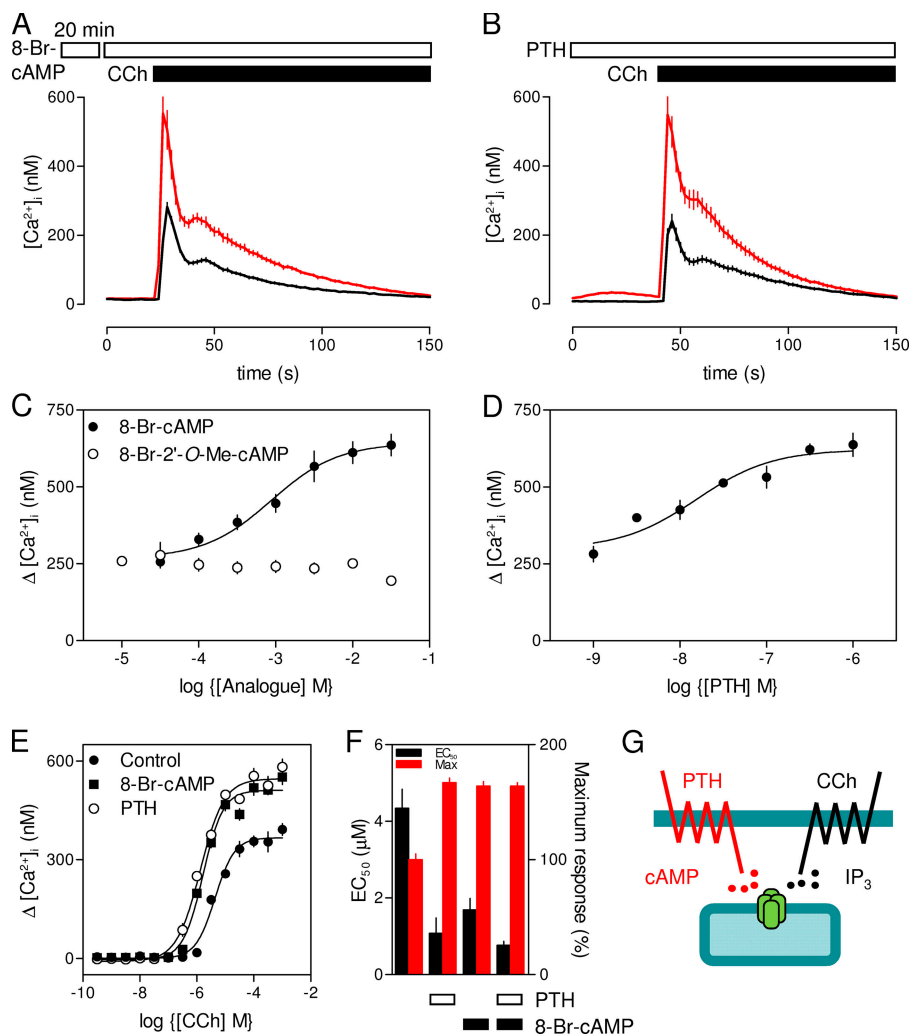 A
20 min
8-Br-
cAMP
CCh
600
400
200
0
[Ca²⁺]ᵢ (nM)
0 50 100 150
time (s)
B
PTH
CCh
600
400
200
0
[Ca²⁺]ᵢ (nM)
0 50 100 150
time (s)
C
750
500
250
0
Δ [Ca²⁺]ᵢ (nM)
8-Br-cAMP
8-Br-2'-O-Me-cAMP
-5 -4 -3 -2 -1
log {[Analogue] M}
D
750
500
250
0
Δ [Ca²⁺]ᵢ (nM)
-9 -8 -7 -6
log {[PTH] M}
E
600
300
0
Δ [Ca²⁺]ᵢ (nM)
Control
8-Br-cAMP
PTH
-10 -8 -6 -4 -2
log {[CCh] M}
F
6
4
2
0
EC₅₀ (μM)
EC₅₀
Max
200
100
0
Maximum response (%)
PTH
8-Br-cAMP
G
PTH
CCh
cAMP
IP₃